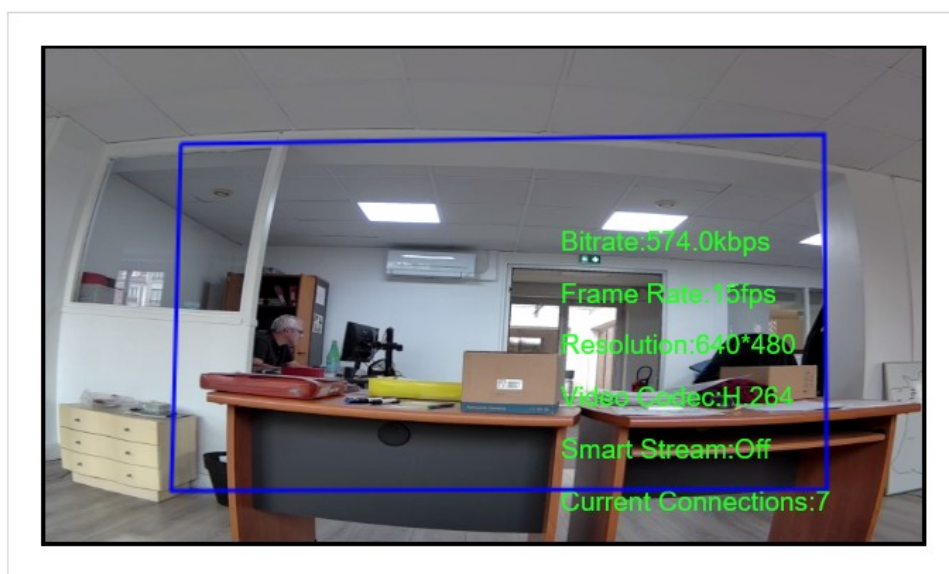 Bitrate:574.0kbps
Frame Rate:15fps
Resolution:640*480
Video Codec:H.264
Smart Stream:Off
Current Connections:7